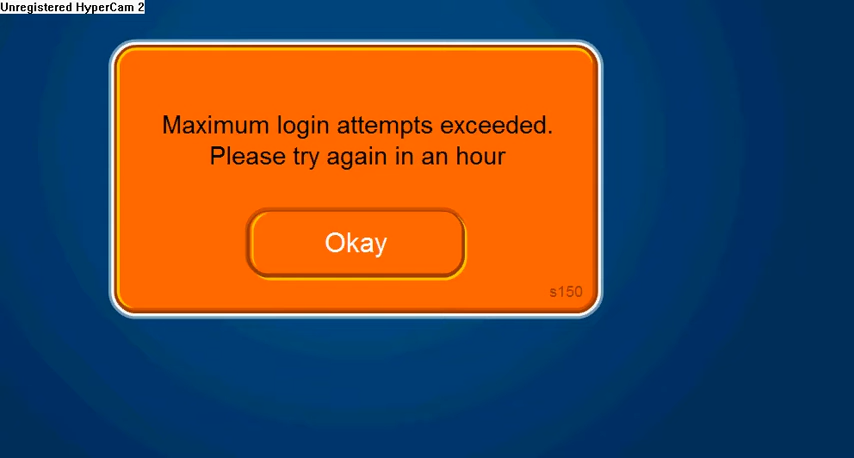 Unregistered HyperCam 2
Maximum login attempts exceeded.
Please try again in an hour
Okay
s150